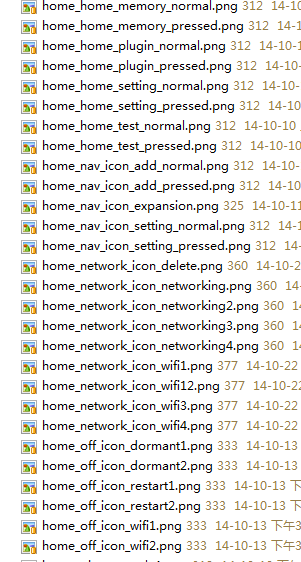 home_home_memory_normal.png 312 14-10
home_home_memory_pressed.png 312 14-1
home_home_plugin_normal.png 312 14-10-1
home_home_plugin_pressed.png 312 14-10-
home_home_setting_normal.png 312 14-10-
home_home_setting_pressed.png 312 14-10
home_home_test_normal.png 312 14-10-10
home_home_test_pressed.png 312 14-10-10
home_nav_icon_add_normal.png 312 14-10-
home_nav_icon_add_pressed.png 312 14-10
home_nav_icon_expansion.png 325 14-10-11
home_nav_icon_setting_normal.png 312 14-1
home_nav_icon_setting_pressed.png 312 14-
home_network_icon_delete.png 360 14-10-2
home_network_icon_networking.png 360 14-
home_network_icon_networking2.png 360 14
home_network_icon_networking3.png 360 14
home_network_icon_networking4.png 360 14
home_network_icon_wifi1.png 377 14-10-22
home_network_icon_wifi12.png 377 14-10-22
home_network_icon_wifi3.png 377 14-10-22
home_network_icon_wifi4.png 377 14-10-22
home_off_icon_dormant1.png 333 14-10-13
home_off_icon_dormant2.png 333 14-10-13
home_off_icon_restart1.png 333 14-10-13 下
home_off_icon_restart2.png 333 14-10-13 下
home_off_icon_wifi1.png 333 14-10-13 下午3
home_off_icon_wifi2.png 333 14-10-13 下午3